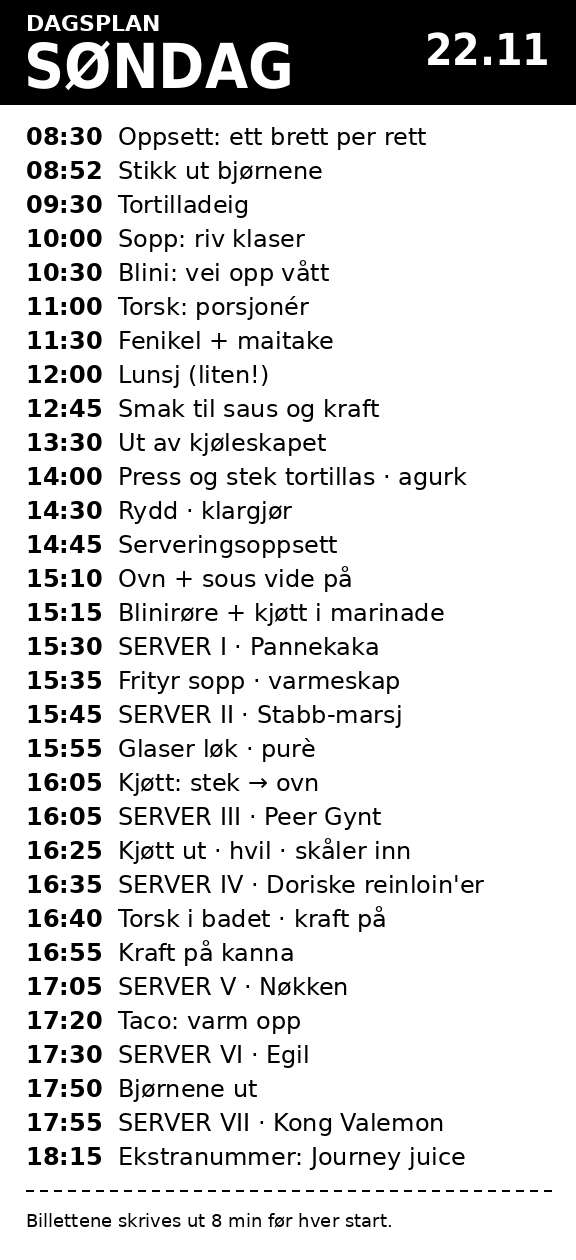 DAGSPLAN
SØNDAG
22.11
08:30 Oppsett: ett brett per rett
08:52 Stikk ut bjørnene
09:30 Tortilladeig
10:00 Sopp: riv klaser
10:30 Blini: vei opp vått
11:00 Torsk: porsjonér
11:30 Fenikel + maitake
12:00 Lunsj (liten!)
12:45 Smak til saus og kraft
13:30 Ut av kjøleskapet
14:00 Press og stek tortillas · agurk
14:30 Rydd · klargjør
14:45 Serveringsoppsett
15:10 Ovn + sous vide på
15:15 Blinirøre + kjøtt i marinade
15:30 SERVER I · Pannekaka
15:35 Frityr sopp · varmeskap
15:45 SERVER II · Stabb-marsj
15:55 Glaser løk · purè
16:05 Kjøtt: stek → ovn
16:05 SERVER III · Peer Gynt
16:25 Kjøtt ut · hvil · skåler inn
16:35 SERVER IV · Doriske reinloin'er
16:40 Torsk i badet · kraft på
16:55 Kraft på kanna
17:05 SERVER V · Nøkken
17:20 Taco: varm opp
17:30 SERVER VI · Egil
17:50 Bjørnene ut
17:55 SERVER VII · Kong Valemon
18:15 Ekstranummer: Journey juice
Billettene skrives ut 8 min før hver start.